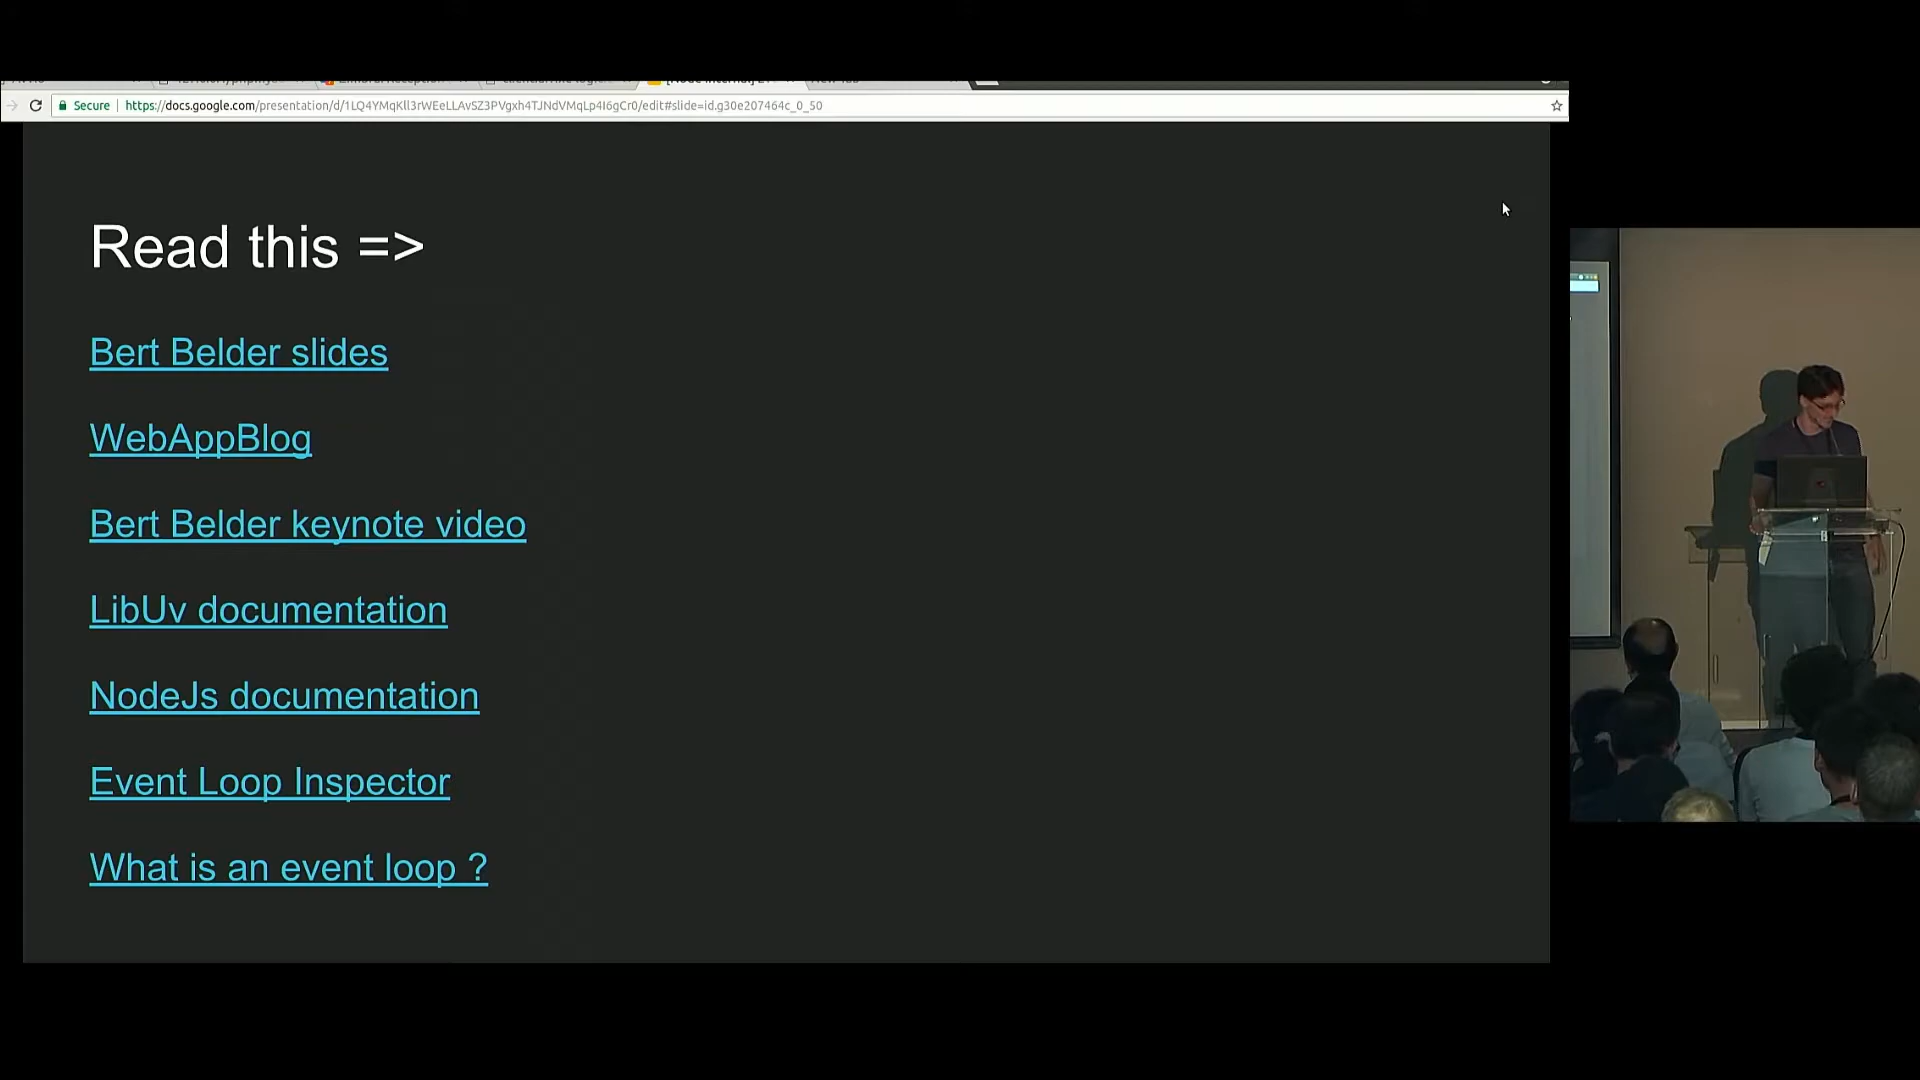 Secure
https://docs.google.com/presentation/d/1LQ4YMqKll3rWEeLLAvSZ3PVgxh4TJNdVMqLp4I6gCr0/edit#slide=id.g30e207464c_0_50
Read this =>
Bert Belder slides
WebAppBlog
Bert Belder keynote video
LibUv documentation
NodeJs documentation
Event Loop Inspector
What is an event loop ?